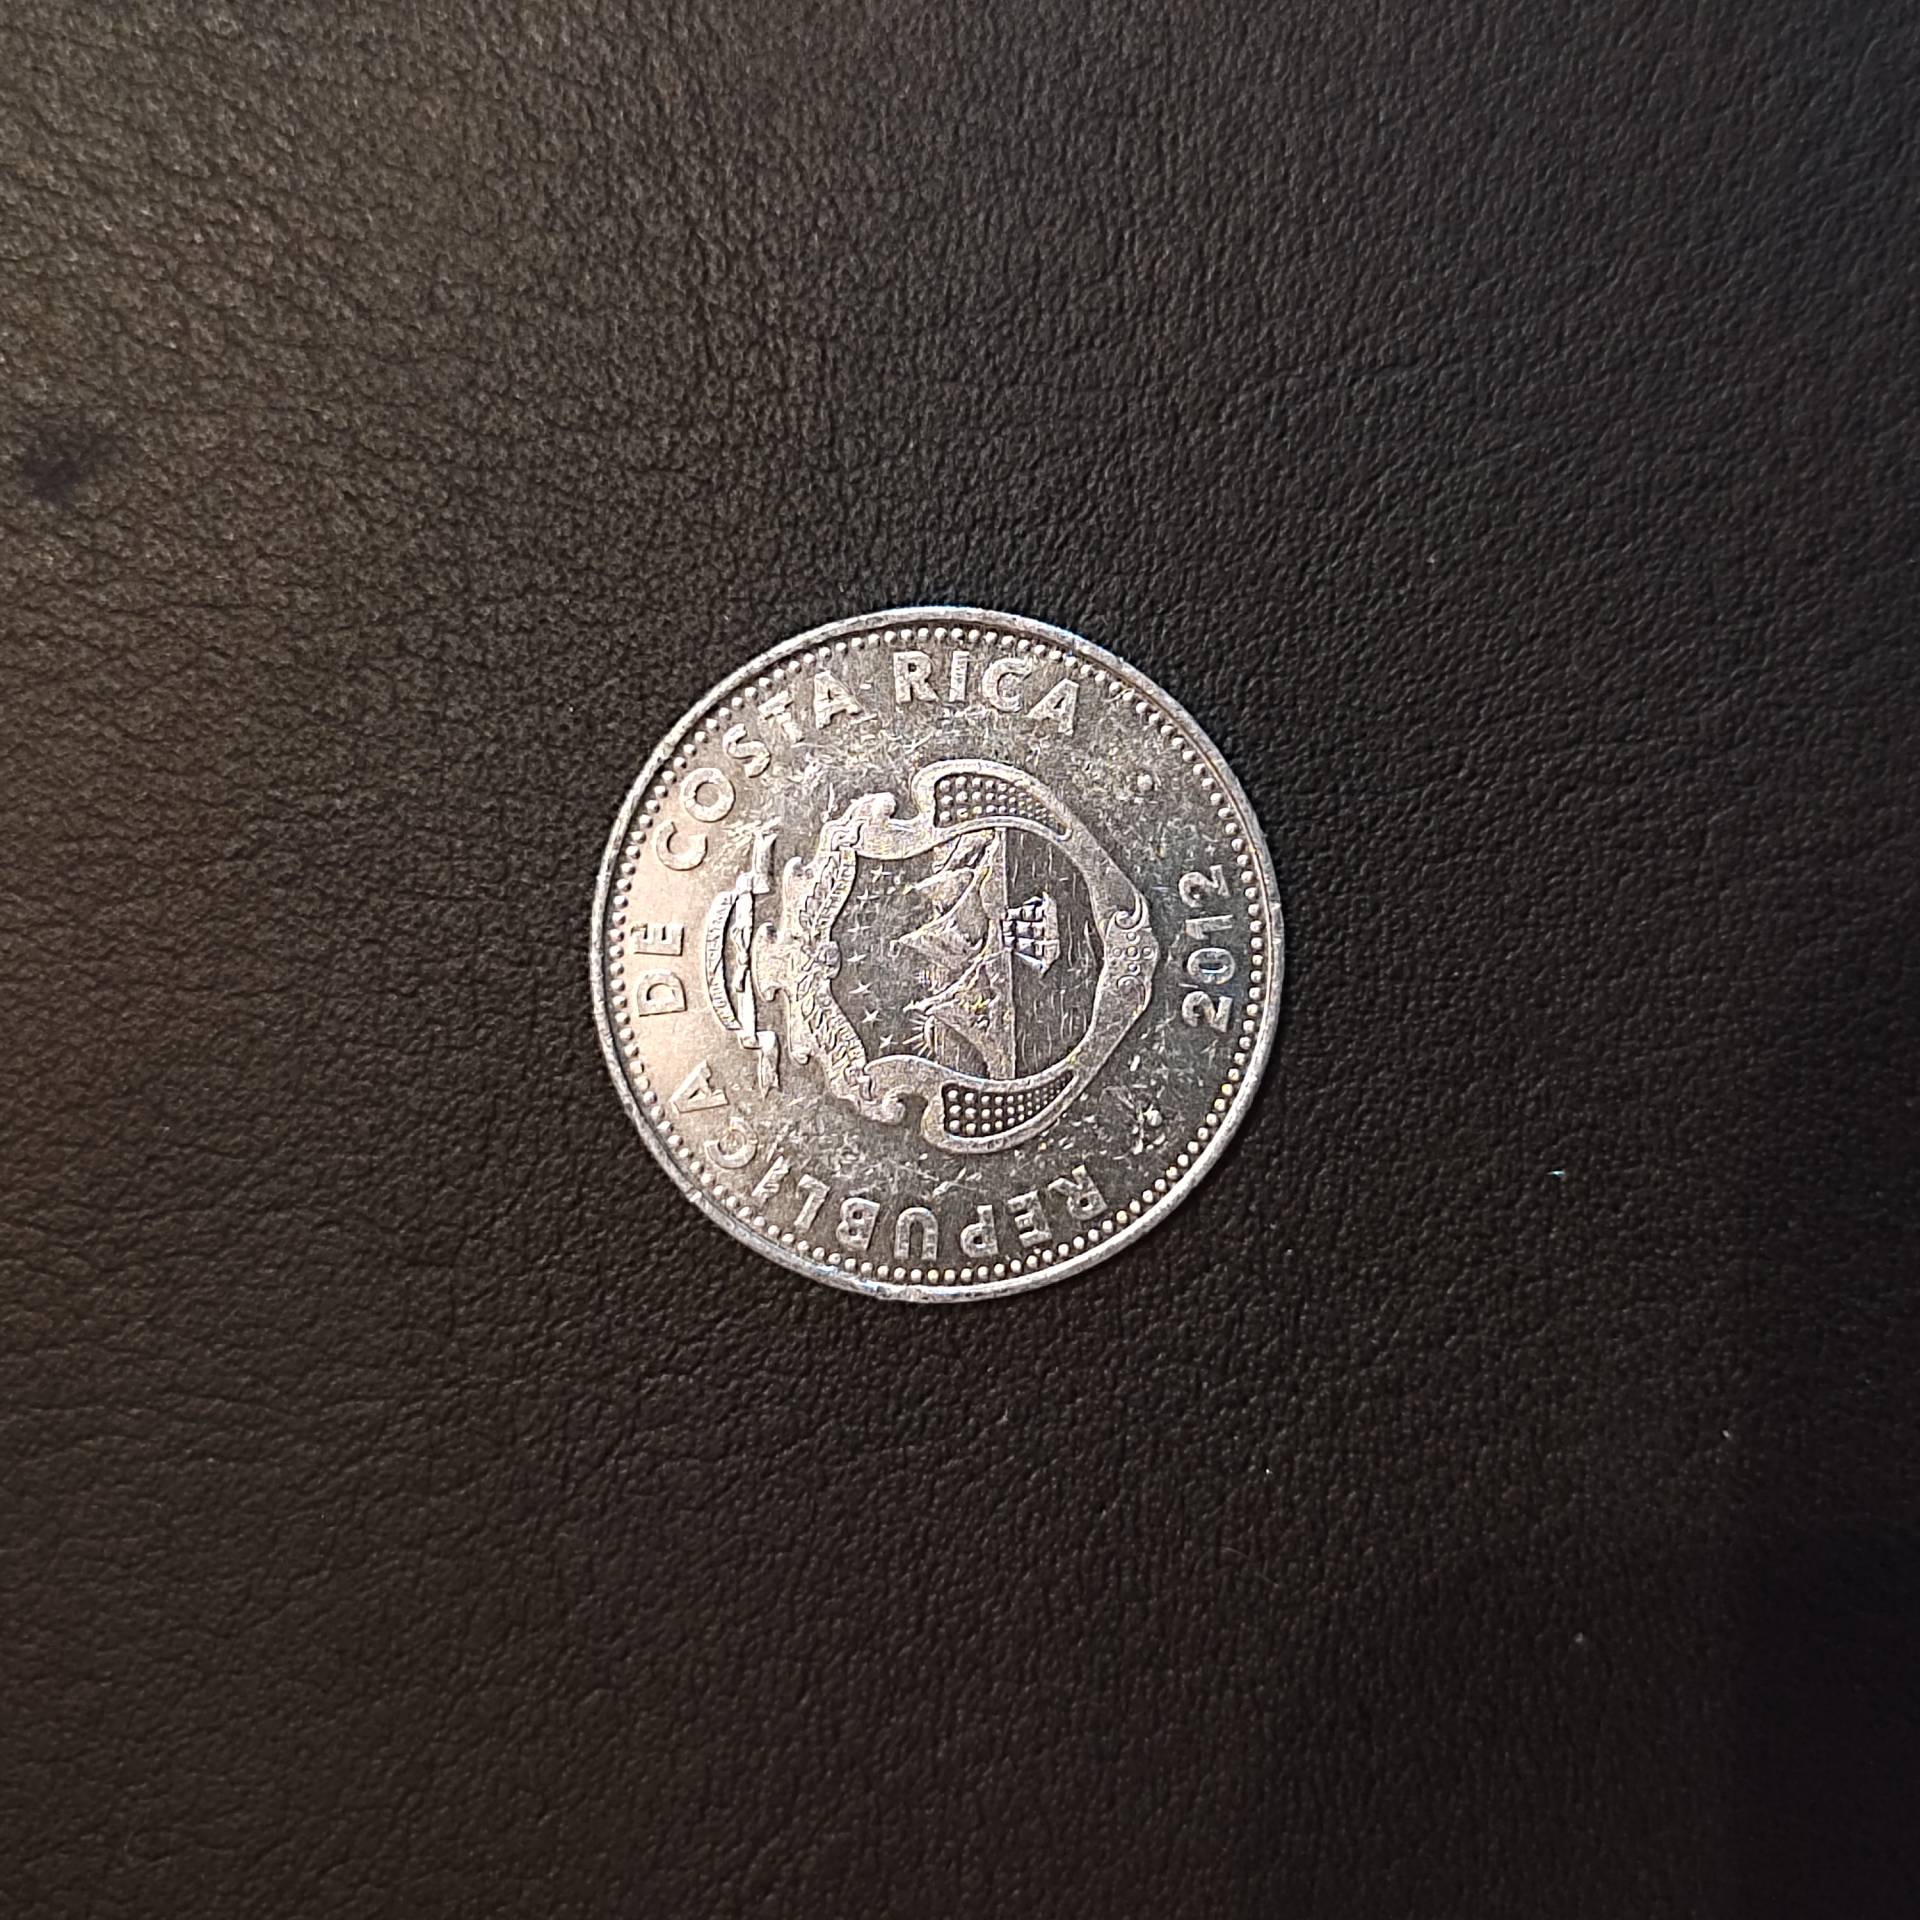 REPUBLICA DE COSTA RICA
2012